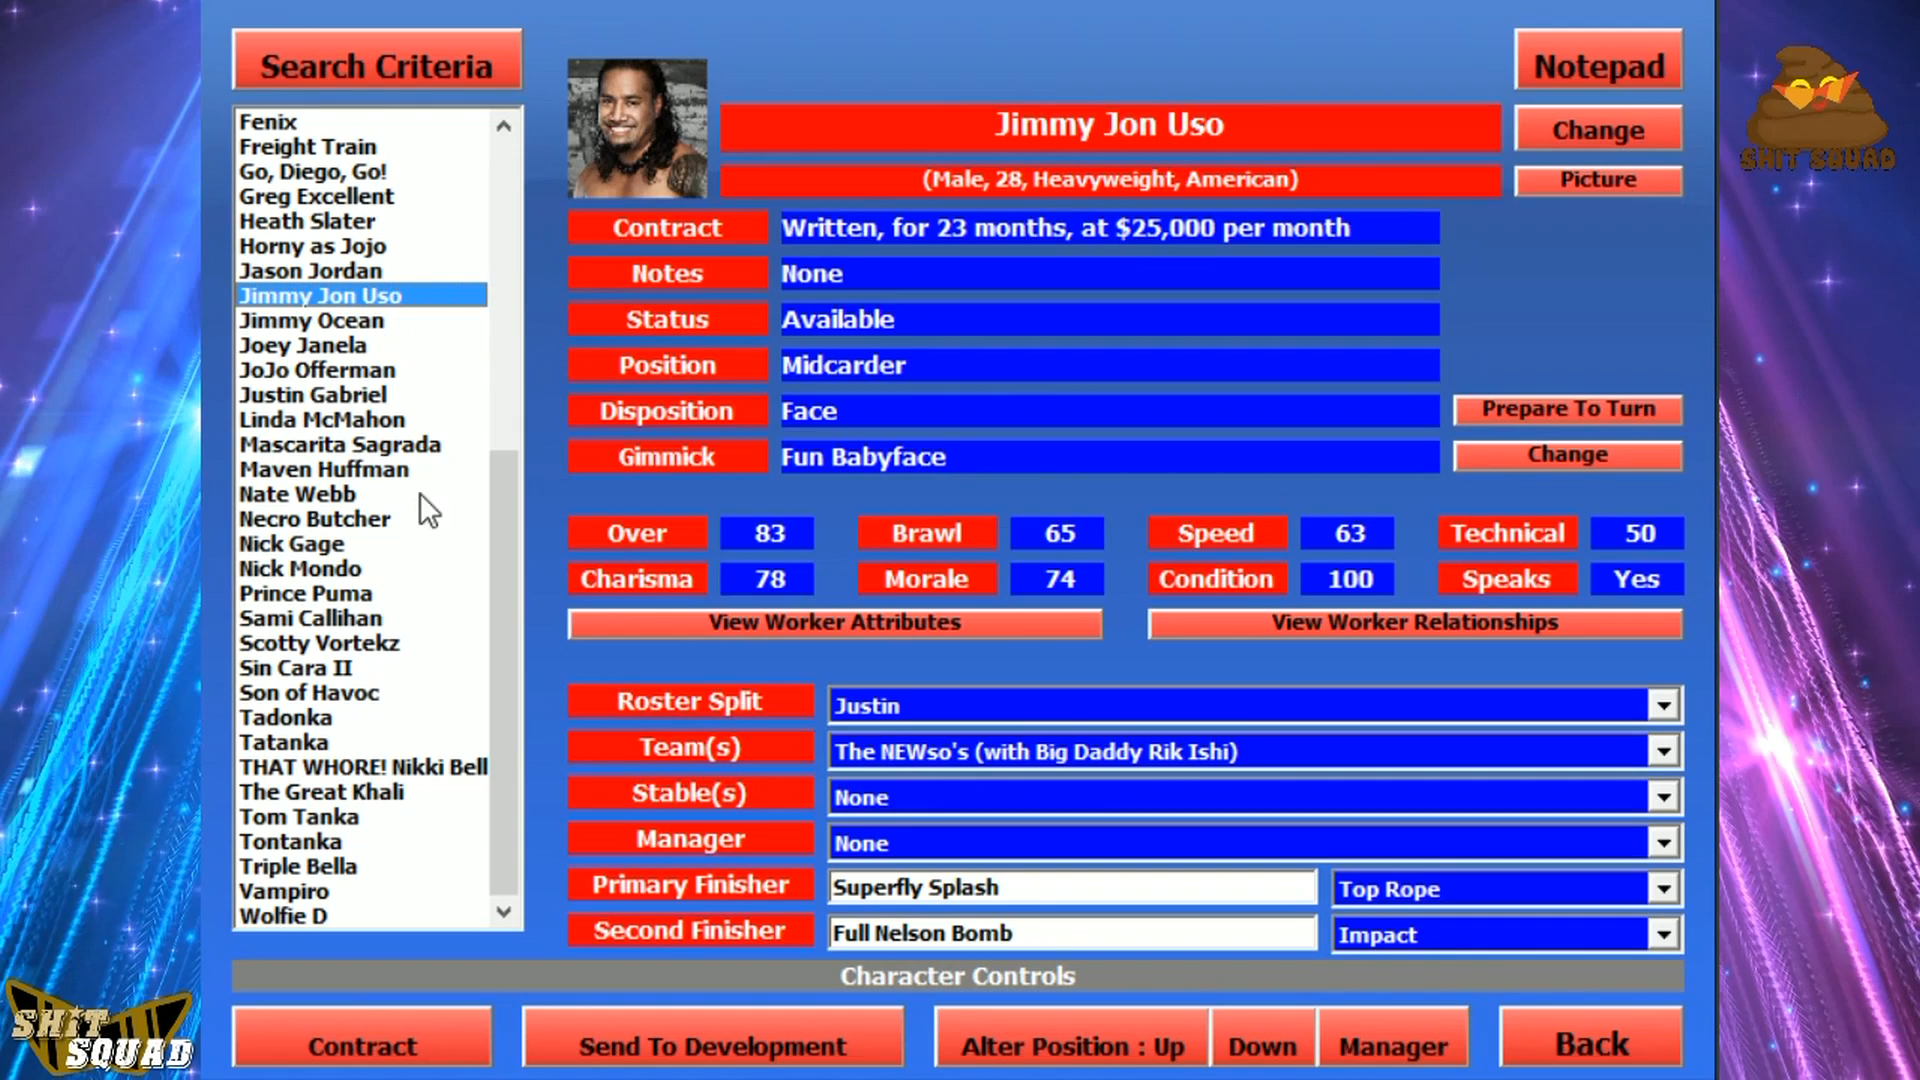 Search Criteria
Notepad
Fenix
Freight Train
Go, Diego, Go!
Greg Excellent
Heath Slater
Horny as Jojo
Jason Jordan
Jimmy Jon Uso
Jimmy Ocean
Joey Janela
JoJo Offerman
Justin Gabriel
Linda McMahon
Mascarita Sagrada
Maven Huffman
Nate Webb
Necro Butcher
Nick Gage
Nick Mondo
Prince Puma
Sami Callihan
Scotty Vortekz
Sin Cara II
Son of Havoc
Tadonka
Tatanka
THAT WHORE! Nikki Bell
The Great Khali
Tom Tanka
Tontanka
Triple Bella
Vampiro
Wolfie D
Jimmy Jon Uso
Change
(Male, 28, Heavyweight, American)
Picture
SHIT SQUAD
Contract Written, for 23 months, at $25,000 per month
Notes None
Status Available
Position Midcarder
Disposition Face Prepare To Turn
Gimmick Fun Babyface Change
Over 83 Brawl 65 Speed 63 Technical 50
Charisma 78 Morale 74 Condition 100 Speaks Yes
View Worker Attributes View Worker Relationships
Roster Split Justin
Team(s) The NEWso's (with Big Daddy Rik Ishi)
Stable(s) None
Manager None
Primary Finisher Superfly Splash Top Rope
Second Finisher Full Nelson Bomb Impact
Character Controls
Contract Send To Development Alter Position : Up Down Manager Back
SHIT
SQUAD